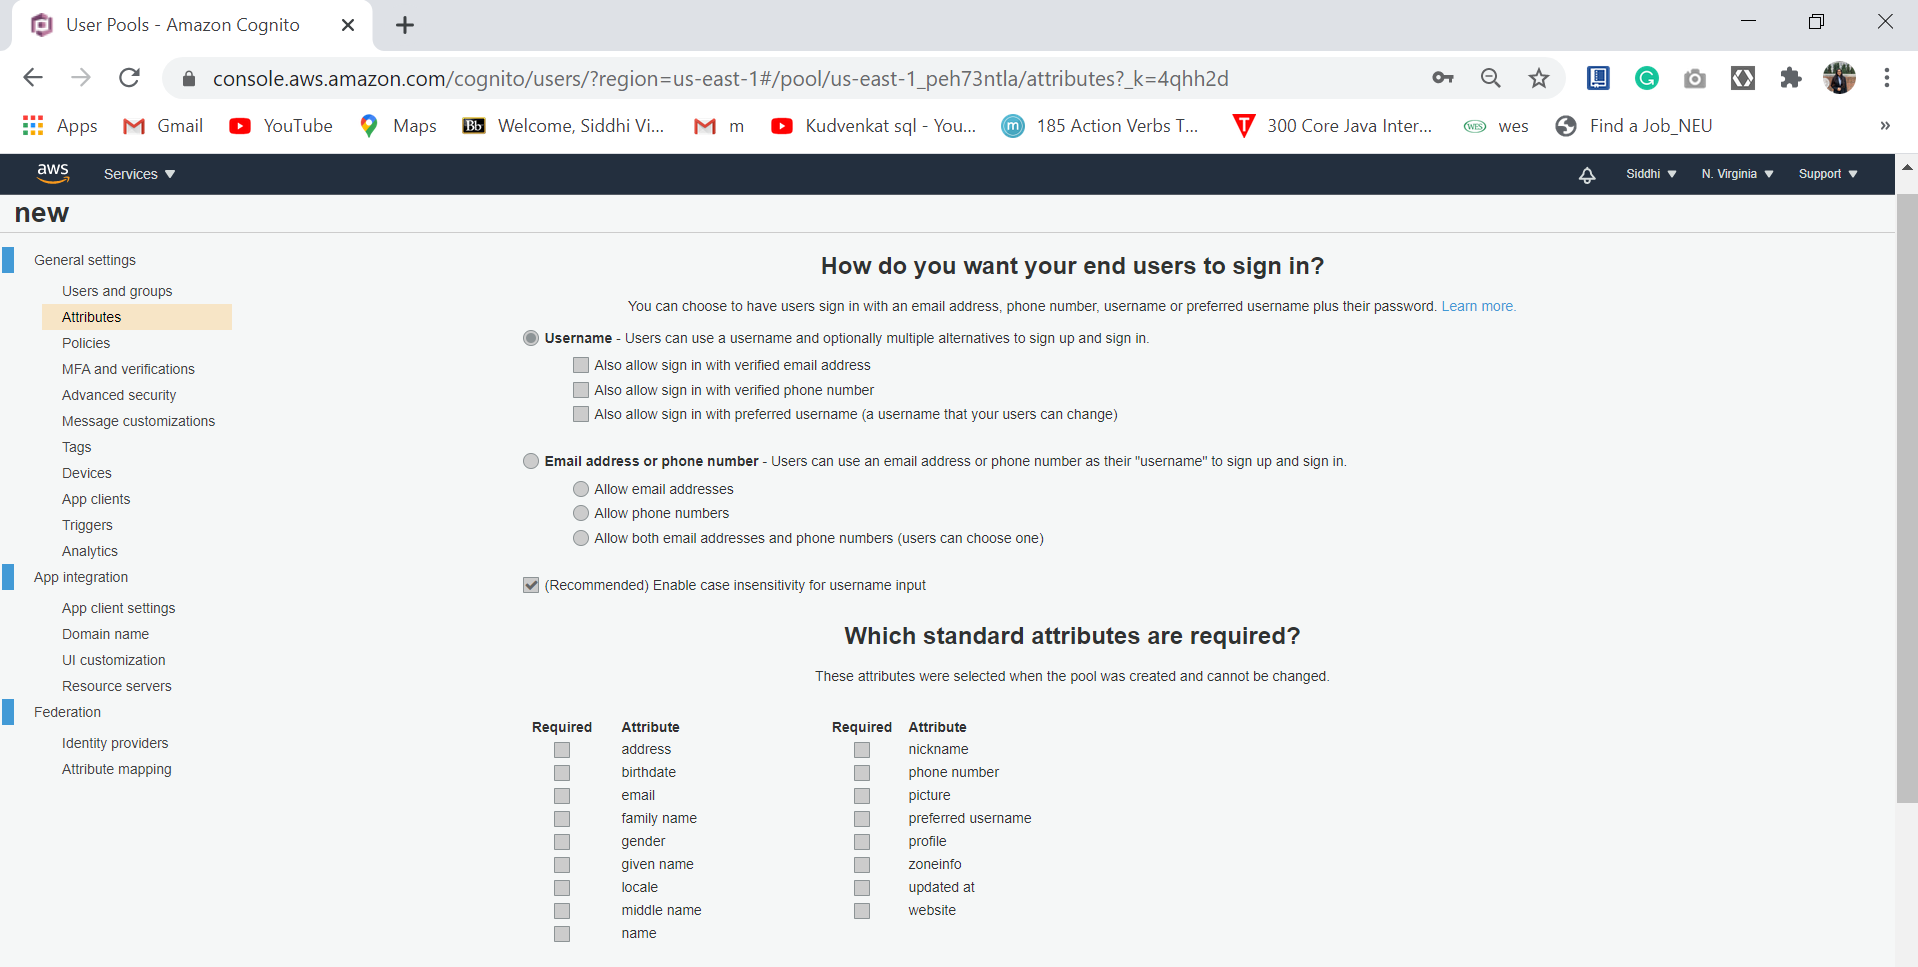 User Pools - Amazon Cognito
console.aws.amazon.com/cognito/users/?region=us-east-1#/pool/us-east-1_peh73ntla/attributes?_k=4qhh2d
Apps Gmail YouTube Maps Bb Welcome, Siddhi Vi... m Kudvenkat sql - You... m 185 Action Verbs T... T 300 Core Java Inter... WES wes Find a Job_NEU »
aws Services Siddhi N. Virginia Support
new
General settings
Users and groups
Attributes
Policies
MFA and verifications
Advanced security
Message customizations
Tags
Devices
App clients
Triggers
Analytics
App integration
App client settings
Domain name
UI customization
Resource servers
Federation
Identity providers
Attribute mapping
How do you want your end users to sign in?
You can choose to have users sign in with an email address, phone number, username or preferred username plus their password. Learn more.
Username - Users can use a username and optionally multiple alternatives to sign up and sign in.
Also allow sign in with verified email address
Also allow sign in with verified phone number
Also allow sign in with preferred username (a username that your users can change)
Email address or phone number - Users can use an email address or phone number as their "username" to sign up and sign in.
Allow email addresses
Allow phone numbers
Allow both email addresses and phone numbers (users can choose one)
(Recommended) Enable case insensitivity for username input
Which standard attributes are required?
These attributes were selected when the pool was created and cannot be changed.
Required Attribute Required Attribute
address nickname
birthdate phone number
email picture
family name preferred username
gender profile
given name zoneinfo
locale updated at
middle name website
name